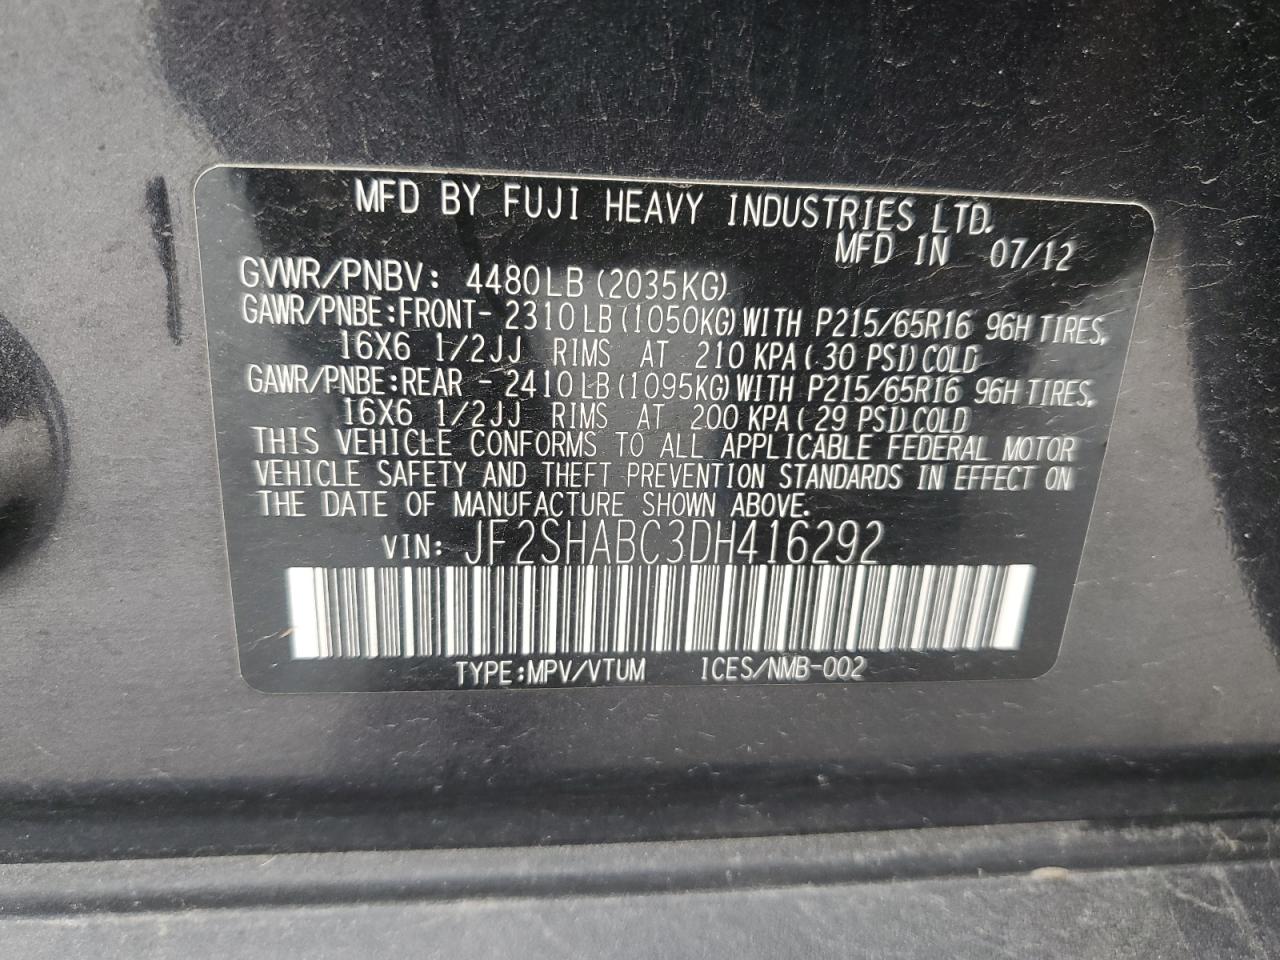 MFD BY FUJI HEAVY INDUSTRIES LTD.
MFD IN 07/12
GVWR/PNBV: 4480LB (2035KG)
GAWR/PNBE:FRONT- 2310LB(1050KG)WITH P215/65R16 96H TIRES,
16X6 1/2JJ RIMS AT 210 KPA( 30 PSI)COLD
GAWR/PNBE:REAR - 2410LB(1095KG)WITH P215/65R16 96H TIRES,
16X6 1/2JJ RIMS AT 200 KPA( 29 PSI)COLD
THIS VEHICLE CONFORMS TO ALL APPLICABLE FEDERAL MOTOR
VEHICLE SAFETY AND THEFT PREVENTION STANDARDS IN EFFECT ON
THE DATE OF MANUFACTURE SHOWN ABOVE.
VIN: JF2SHABC3DH416292
TYPE:MPV/VTUM ICES/NMB-002